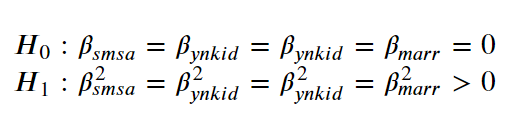 H₀ : β_smsa = β_ynkid = β_ynkid = β_marr = 0
H₁ : β²_smsa = β²_ynkid = β²_ynkid = β²_marr > 0